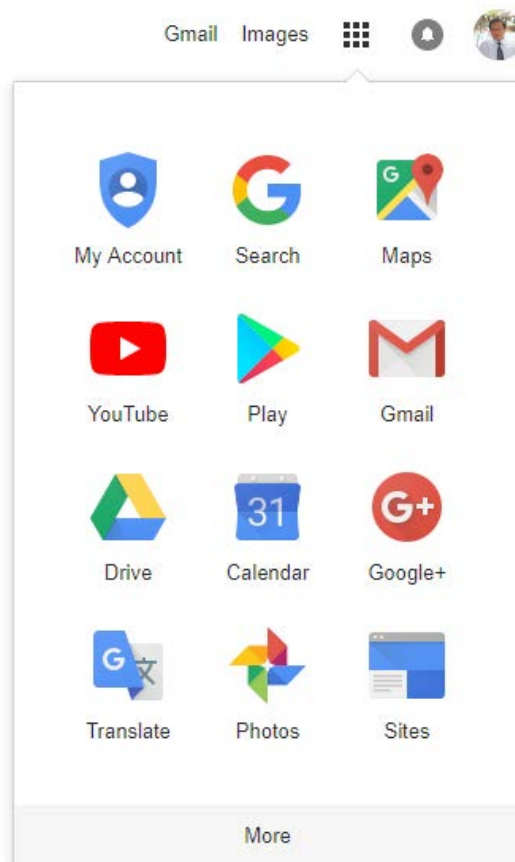 Gmail Images
G
My Account Search Maps
YouTube Play Gmail
31 G+
Drive Calendar Google+
G 文
Translate Photos Sites
More